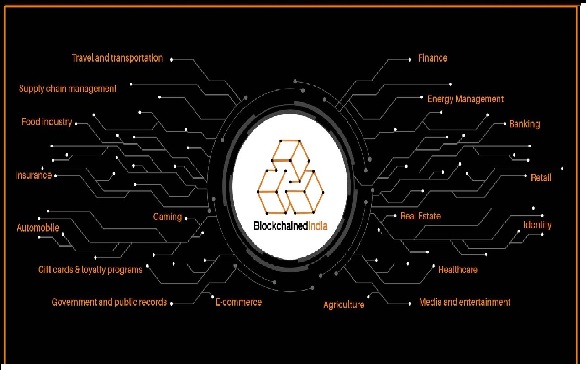 Travel and transportation
Finance
Supply chain management
Energy Management
Food industry
Banking
Insurance
Retail
Gaming
Real Estate
Automobile
Identity
BlockchainedIndia
Gift cards & loyalty programs
Healthcare
Government and public records
E-commerce
Agriculture
Media and entertainment